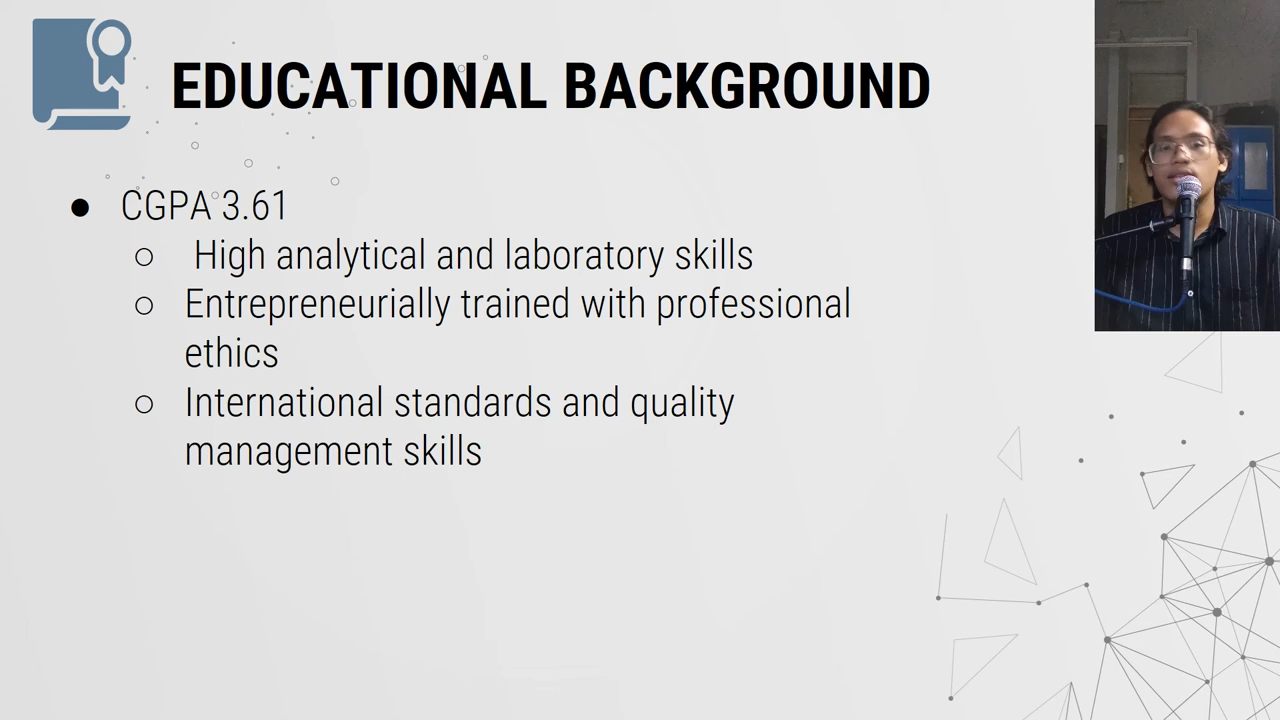 EDUCATIONAL BACKGROUND
● CGPA 3.61
○ High analytical and laboratory skills
○ Entrepreneurially trained with professional
ethics
○ International standards and quality
management skills